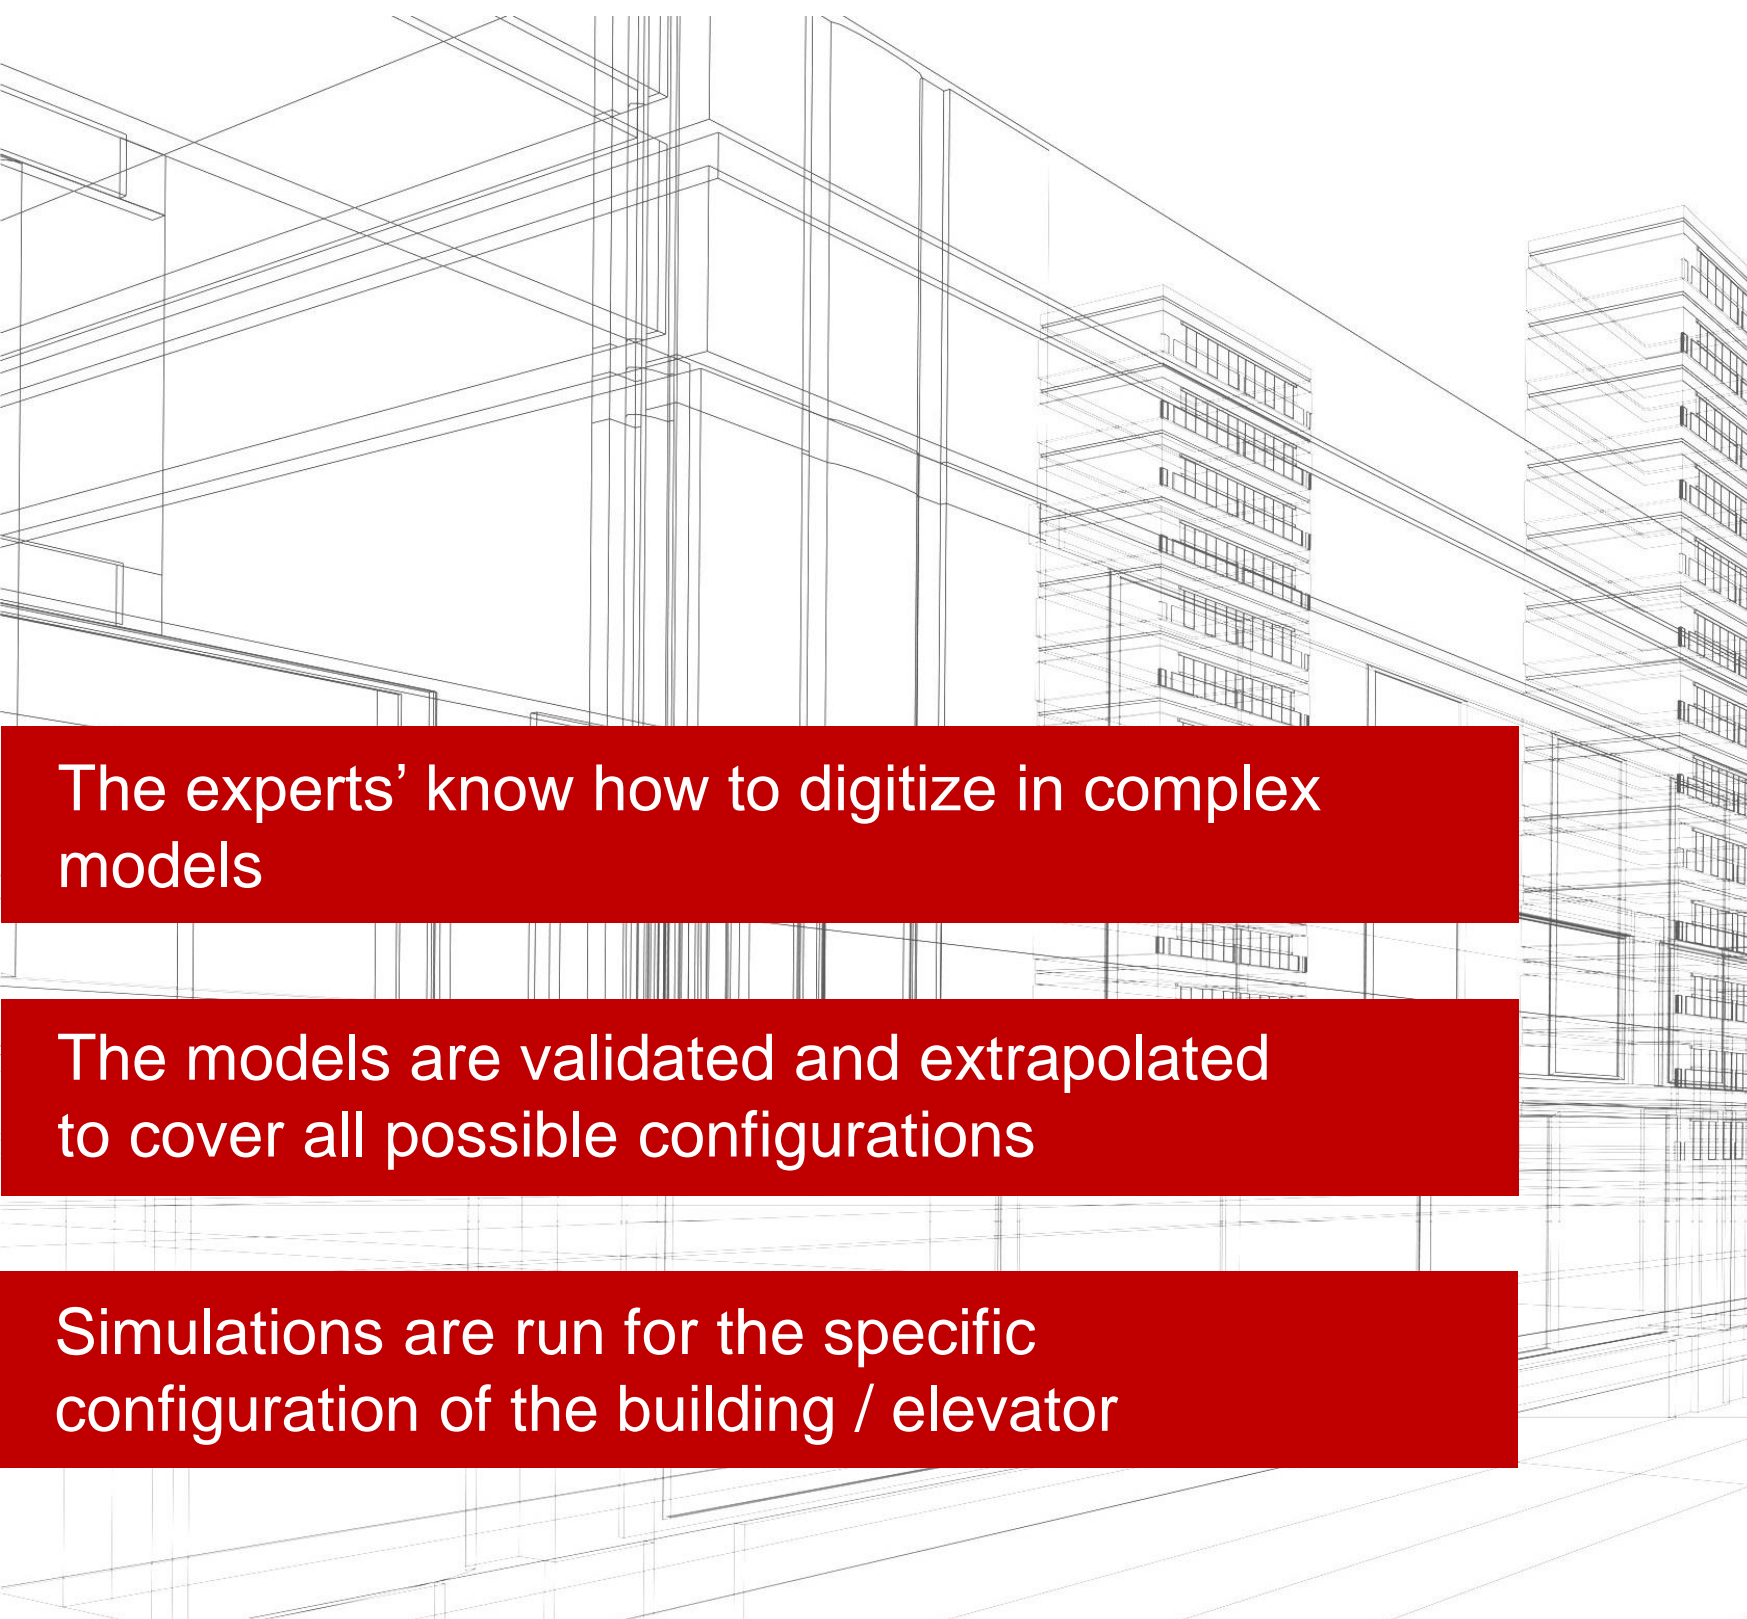 The experts’ know how to digitize in complex
models
The models are validated and extrapolated
to cover all possible configurations
Simulations are run for the specific
configuration of the building / elevator